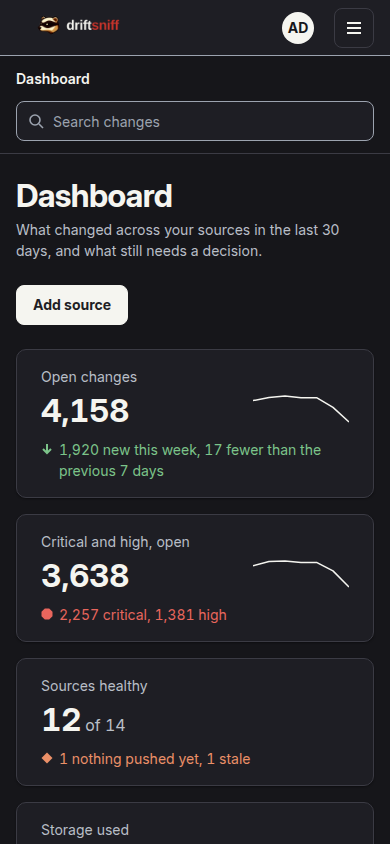 driftsniff
AD
Dashboard
Search changes
Dashboard
What changed across your sources in the last 30
days, and what still needs a decision.
Add source
Open changes
4,158
1,920 new this week, 17 fewer than the
previous 7 days
Critical and high, open
3,638
2,257 critical, 1,381 high
Sources healthy
12 of 14
1 nothing pushed yet, 1 stale
Storage used